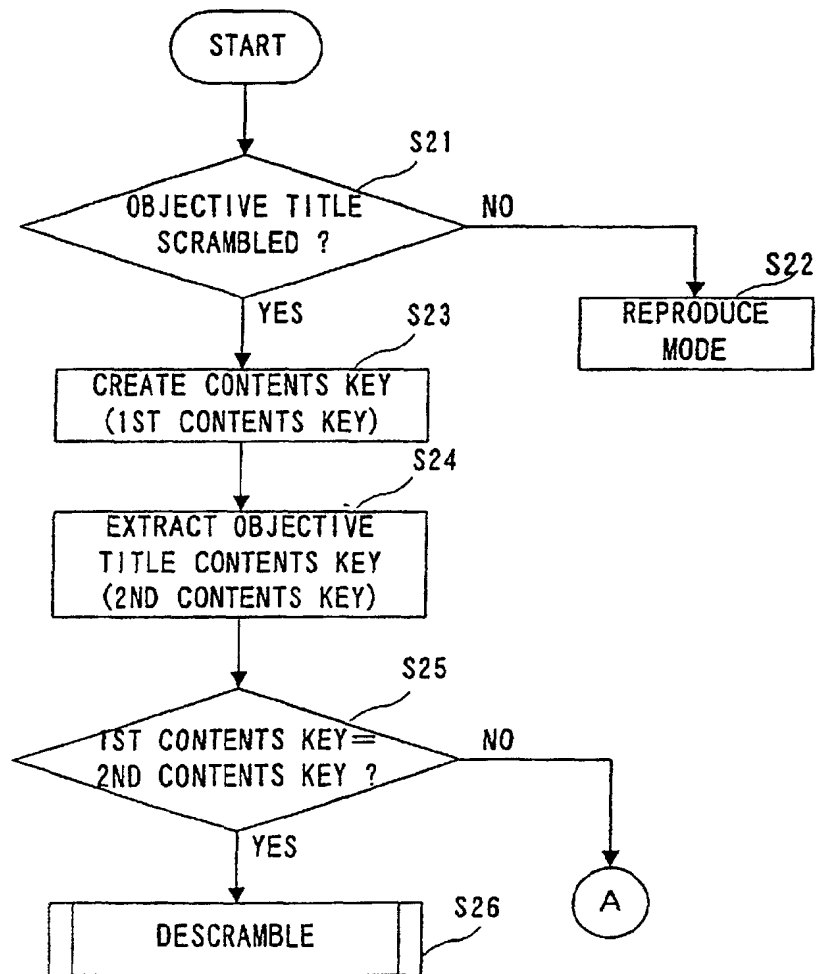 START
S21
OBJECTIVE TITLE
SCRAMBLED ?
NO
YES
S22
REPRODUCE
MODE
S23
CREATE CONTENTS KEY
(1ST CONTENTS KEY)
S24
EXTRACT OBJECTIVE
TITLE CONTENTS KEY
(2ND CONTENTS KEY)
S25
1ST CONTENTS KEY=
2ND CONTENTS KEY ?
NO
YES
A
S26
DESCRAMBLE